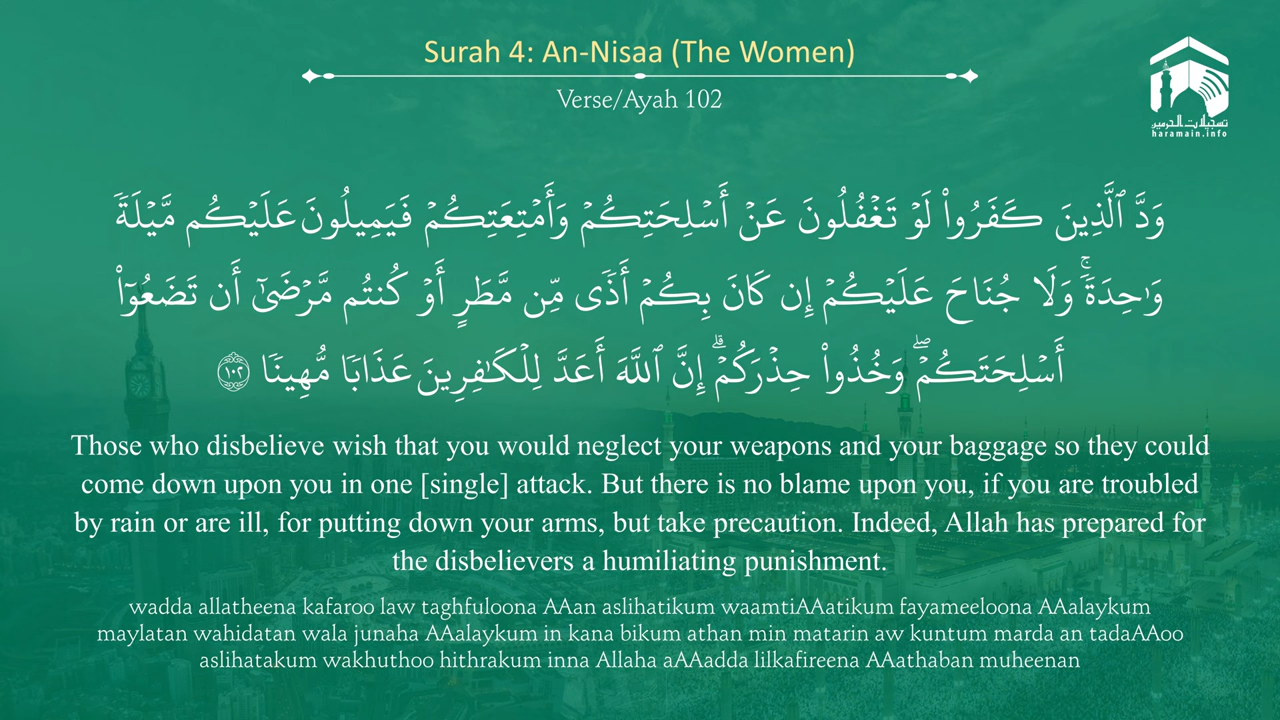 Surah 4: An-Nisaa (The Women)
Verse/Ayah 102
تسجيلات الحرمين
haramain.info
وَدَّ ٱلَّذِينَ كَفَرُوا۟ لَوْ تَغْفُلُونَ عَنْ أَسْلِحَتِكُمْ وَأَمْتِعَتِكُمْ فَيَمِيلُونَ عَلَيْكُم مَّيْلَةً
وَٰحِدَةً ۚ وَلَا جُنَاحَ عَلَيْكُمْ إِن كَانَ بِكُمْ أَذًى مِّن مَّطَرٍ أَوْ كُنتُم مَّرْضَىٰٓ أَن تَضَعُوٓا۟
أَسْلِحَتَكُمْ ۖ وَخُذُوا۟ حِذْرَكُمْ ۗ إِنَّ ٱللَّهَ أَعَدَّ لِلْكَٰفِرِينَ عَذَابًا مُّهِينًا ١٠٢
Those who disbelieve wish that you would neglect your weapons and your baggage so they could
come down upon you in one [single] attack. But there is no blame upon you, if you are troubled
by rain or are ill, for putting down your arms, but take precaution. Indeed, Allah has prepared for
the disbelievers a humiliating punishment.
wadda allatheena kafaroo law taghfuloona AAan aslihatikum waamtiAAatikum fayameeloona AAalaykum
maylatan wahidatan wala junaha AAalaykum in kana bikum athan min matarin aw kuntum marda an tadaAAoo
aslihatakum wakhuthoo hithrakum inna Allaha aAAadda lilkafireena AAathaban muheenan